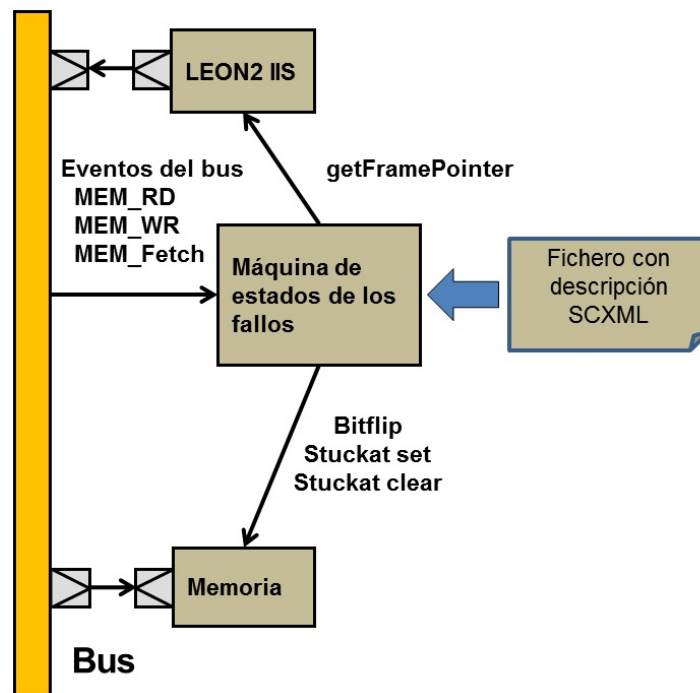 LEON2 IIS
Eventos del bus
MEM_RD
MEM_WR
MEM_Fetch
getFramePointer
Máquina de
estados de los
fallos
Fichero con
descripción
SCXML
Bitflip
Stuckat set
Stuckat clear
Memoria
Bus